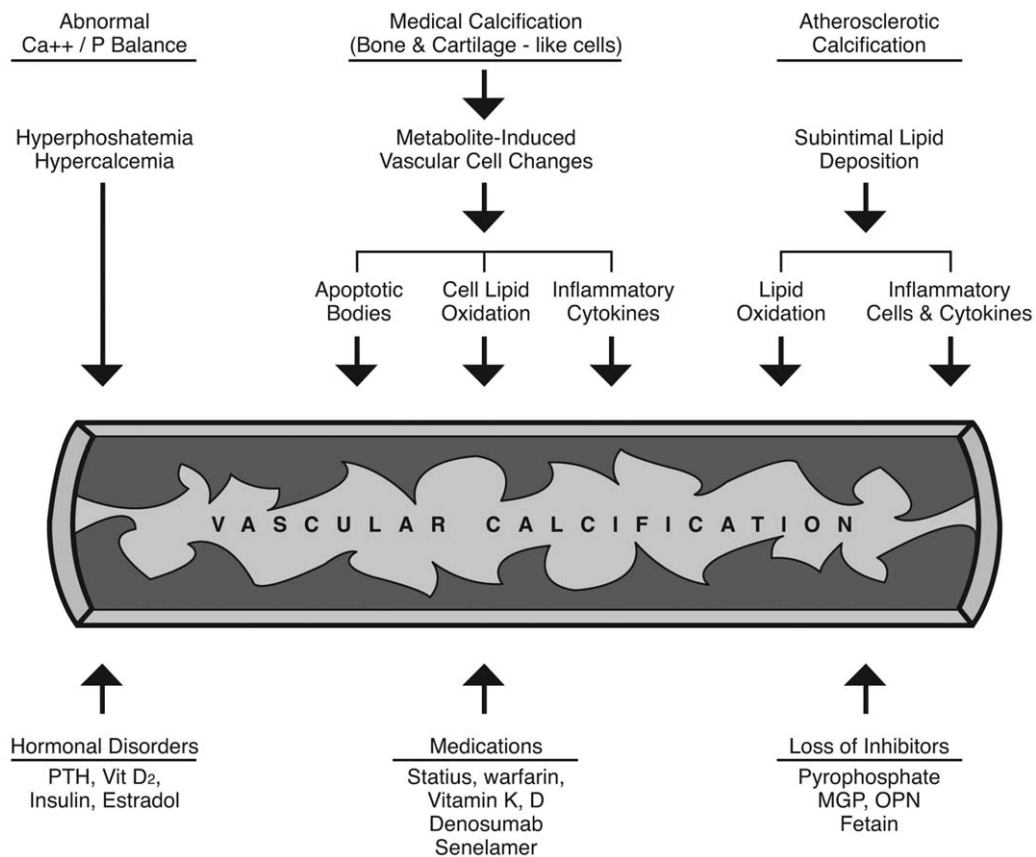 Abnormal
Ca++ / P Balance
Medical Calcification
(Bone & Cartilage - like cells)
Atherosclerotic
Calcification
Hyperphoshatemia
Hypercalcemia
Metabolite-Induced
Vascular Cell Changes
Subintimal Lipid
Deposition
Apoptotic
Bodies
Cell Lipid
Oxidation
Inflammatory
Cytokines
Lipid
Oxidation
Inflammatory
Cells & Cytokines
VASCULAR CALCIFICATION
Hormonal Disorders
PTH, Vit D2,
Insulin, Estradol
Medications
Statius, warfarin,
Vitamin K, D
Denosumab
Senelamer
Loss of Inhibitors
Pyrophosphate
MGP, OPN
Fetain